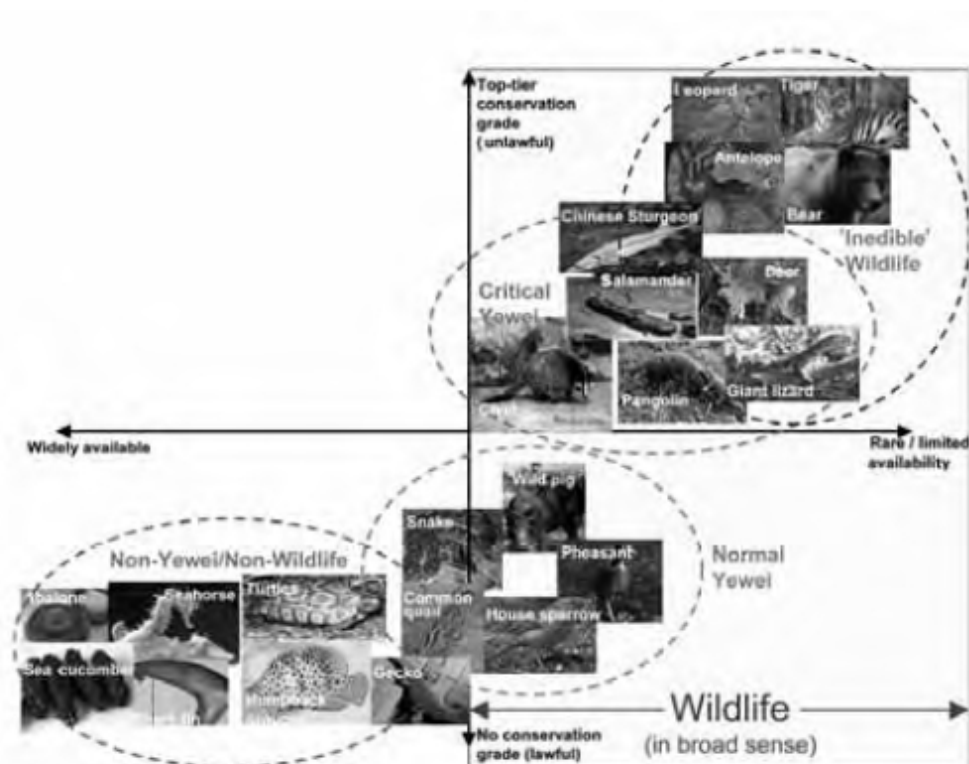 Top-tier
conservation
grade
(unlawful)
Leopard
Tiger
Antelope
Bear
'Inedible'
Wildlife
Chinese Sturgeon
Critical
Yewei
Salamander
Deer
Pangolin
Giant lizard
Widely available
Rare / limited
availability
Wild pig
Snake
Pheasant
Normal
Yewei
Non-Yewei/Non-Wildlife
Abalone
Seahorse
Turtles
Common
quail
House sparrow
Sea cucumber
Humpback
Gecko
Wildlife
(in broad sense)
No conservation
grade (lawful)